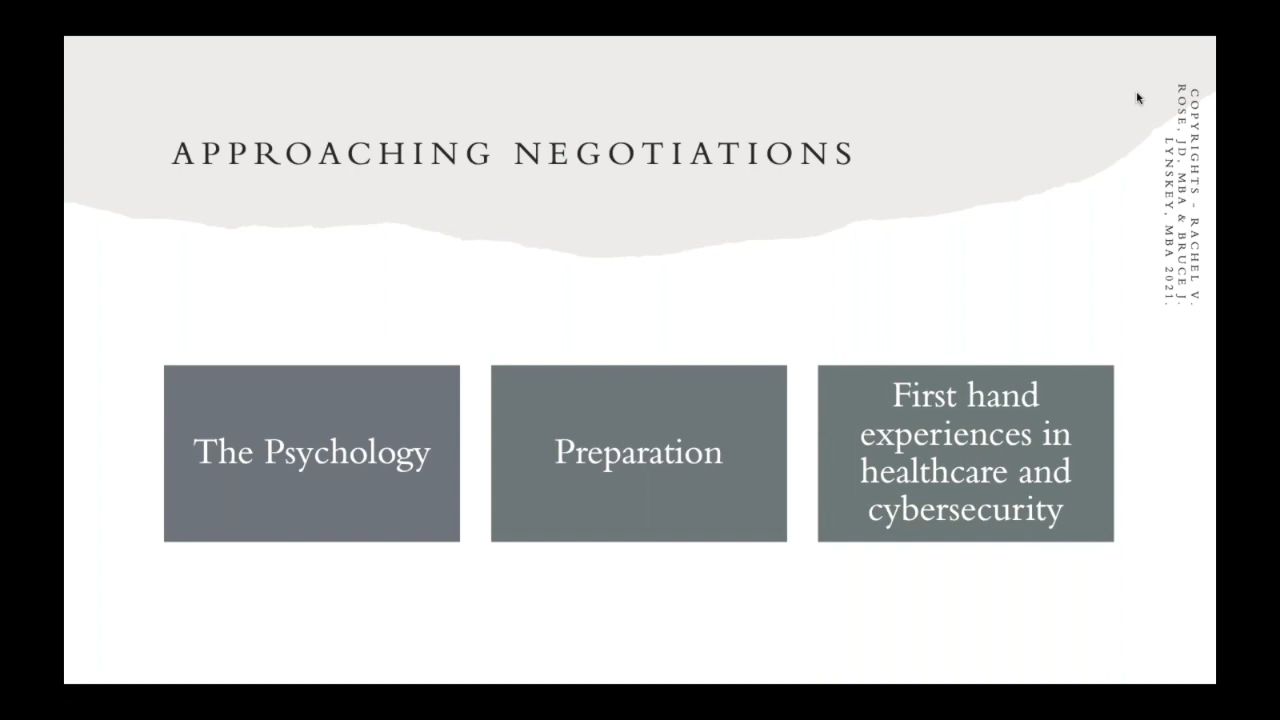 APPROACHING NEGOTIATIONS
COPYRIGHTS - RACHEL V.
ROSE, JD, MBA & BRUCE J.
LYNSKEY, MBA 2021.
The Psychology
Preparation
First hand
experiences in
healthcare and
cybersecurity